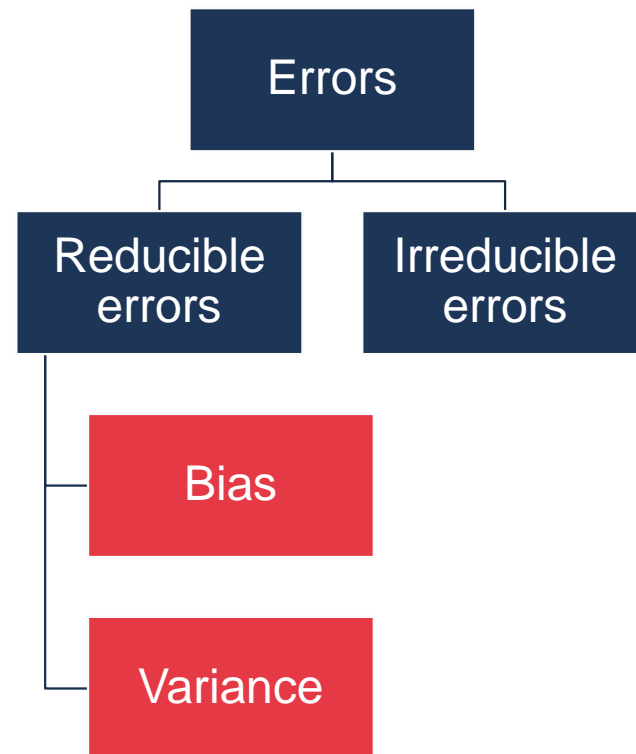 Errors
Reducible
errors
Irreducible
errors
Bias
Variance